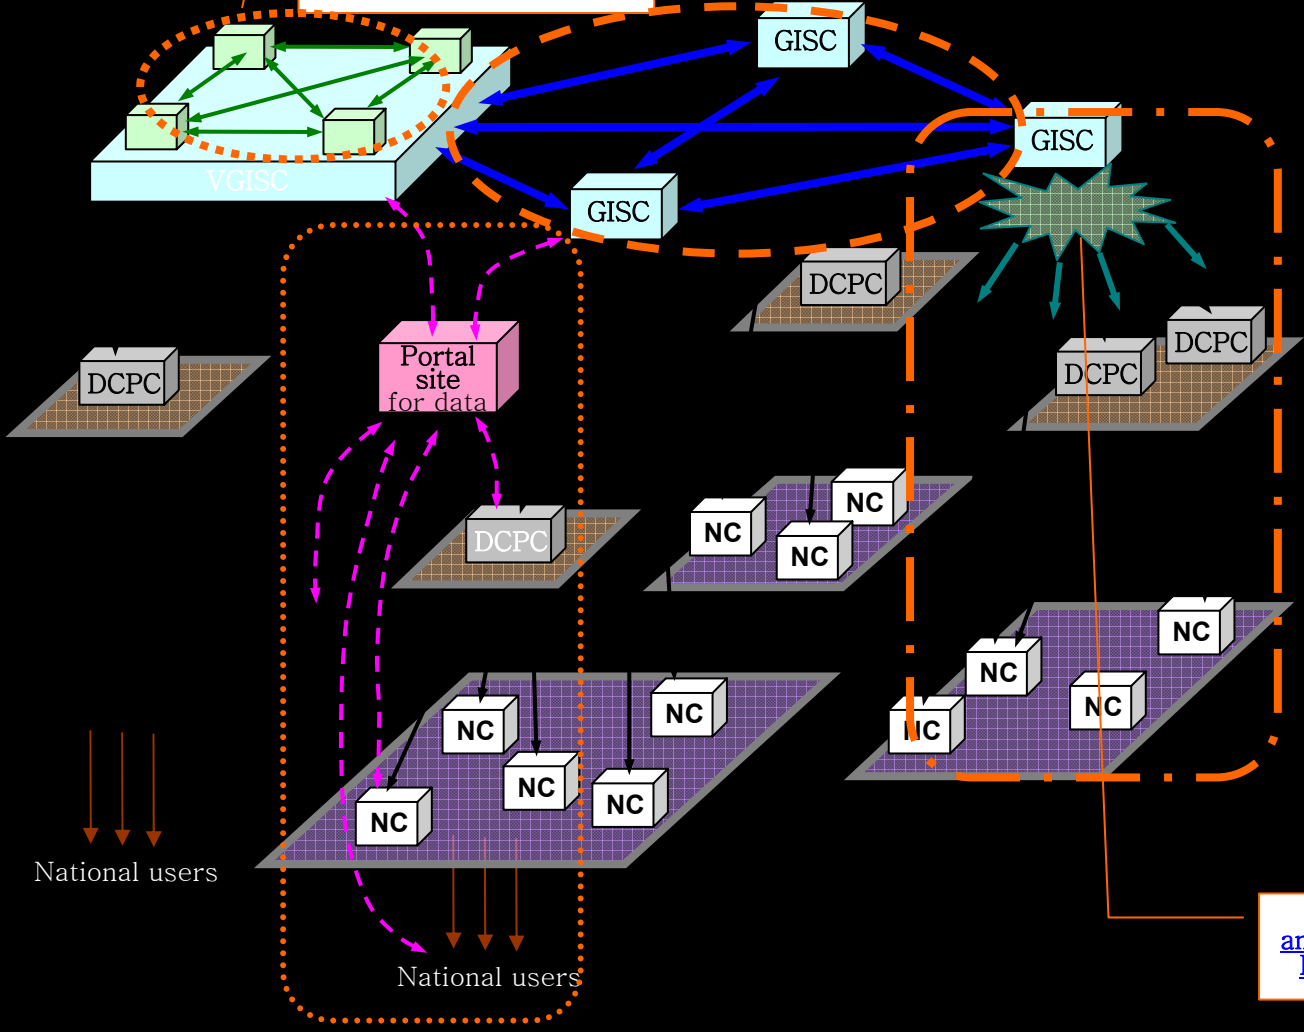 GISC
GISC
VGISC
GISC
DCPC
DCPC
DCPC
DCPC
Portal
site
for data
DCPC
NC
NC
NC
NC
NC
NC
NC
NC
NC
NC
NC
NC
National users
National users